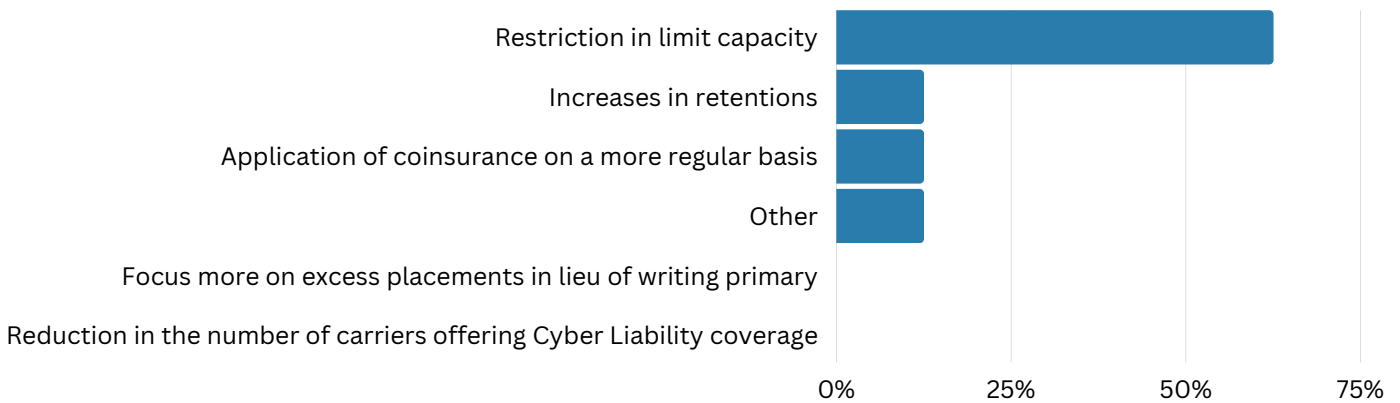 Restriction in limit capacity
Increases in retentions
Application of coinsurance on a more regular basis
Other
Focus more on excess placements in lieu of writing primary
Reduction in the number of carriers offering Cyber Liability coverage
0% 25% 50% 75%